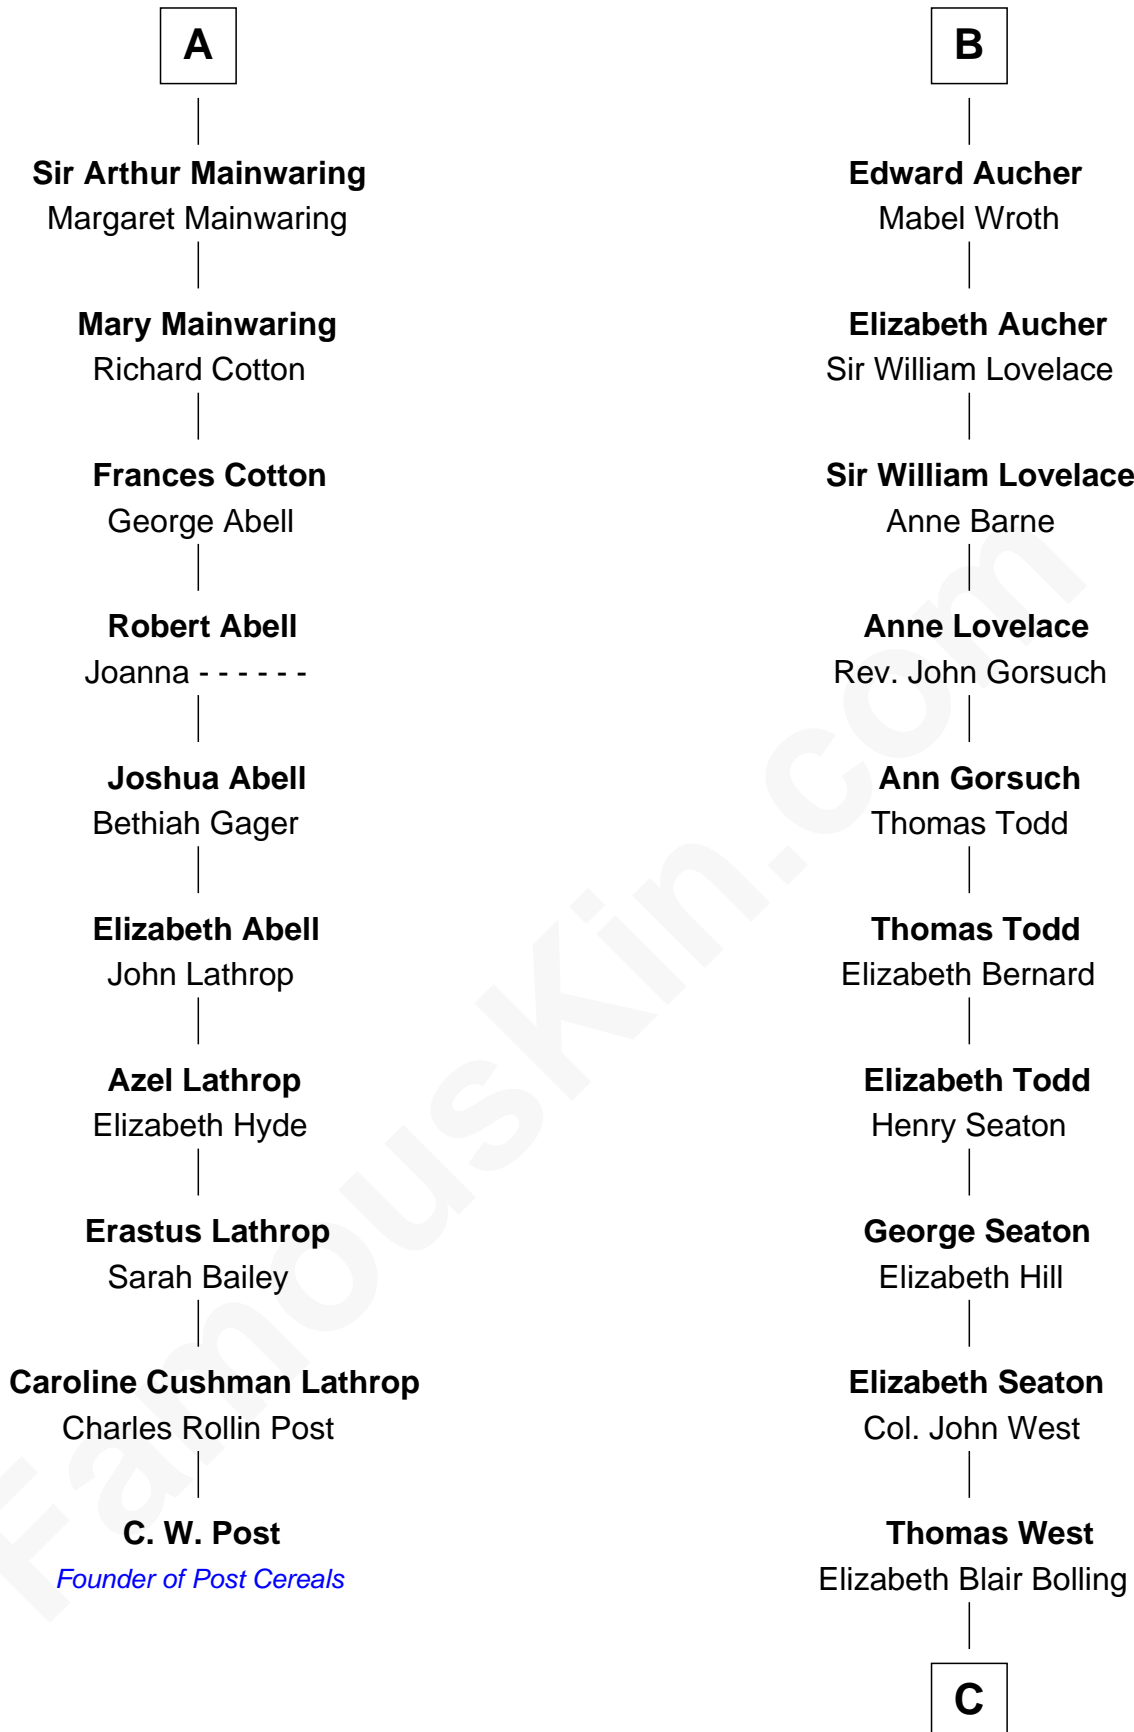 A
Sir Arthur Mainwaring
Margaret Mainwaring
Mary Mainwaring
Richard Cotton
Frances Cotton
George Abell
Robert Abell
Joanna - - - - - -
Joshua Abell
Bethiah Gager
Elizabeth Abell
John Lathrop
Azel Lathrop
Elizabeth Hyde
Erastus Lathrop
Sarah Bailey
Caroline Cushman Lathrop
Charles Rollin Post
C. W. Post
Founder of Post Cereals
B
Edward Aucher
Mabel Wroth
Elizabeth Aucher
Sir William Lovelace
Sir William Lovelace
Anne Barne
Anne Lovelace
Rev. John Gorsuch
Ann Gorsuch
Thomas Todd
Thomas Todd
Elizabeth Bernard
Elizabeth Todd
Henry Seaton
George Seaton
Elizabeth Hill
Elizabeth Seaton
Col. John West
Thomas West
Elizabeth Blair Bolling
C
FamousKin.com